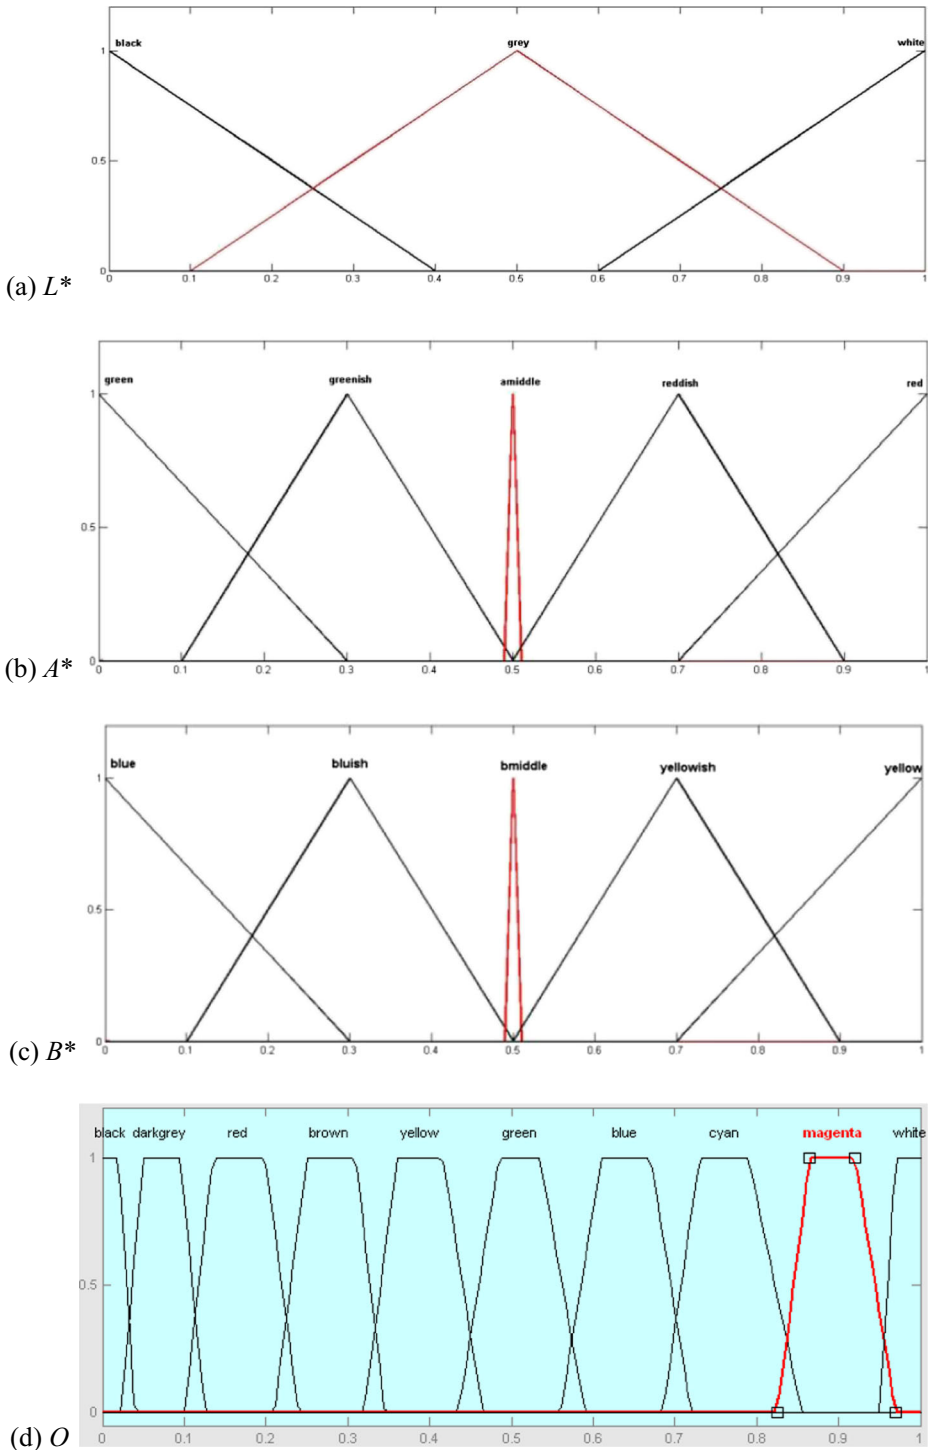 black grey white
1
0.5
0
0 0.1 0.2 0.3 0.4 0.5 0.6 0.7 0.8 0.9 1
(a) L*
green greenish amiddle reddish red
1
0.5
0
0 0.1 0.2 0.3 0.4 0.5 0.6 0.7 0.8 0.9 1
(b) A*
blue bluish bmiddle yellowish yellow
1
0.5
0
0 0.1 0.2 0.3 0.4 0.5 0.6 0.7 0.8 0.9 1
(c) B*
black darkgrey red brown yellow green blue cyan magenta white
1
0.5
0
0 0.1 0.2 0.3 0.4 0.5 0.6 0.7 0.8 0.9 1
(d) O